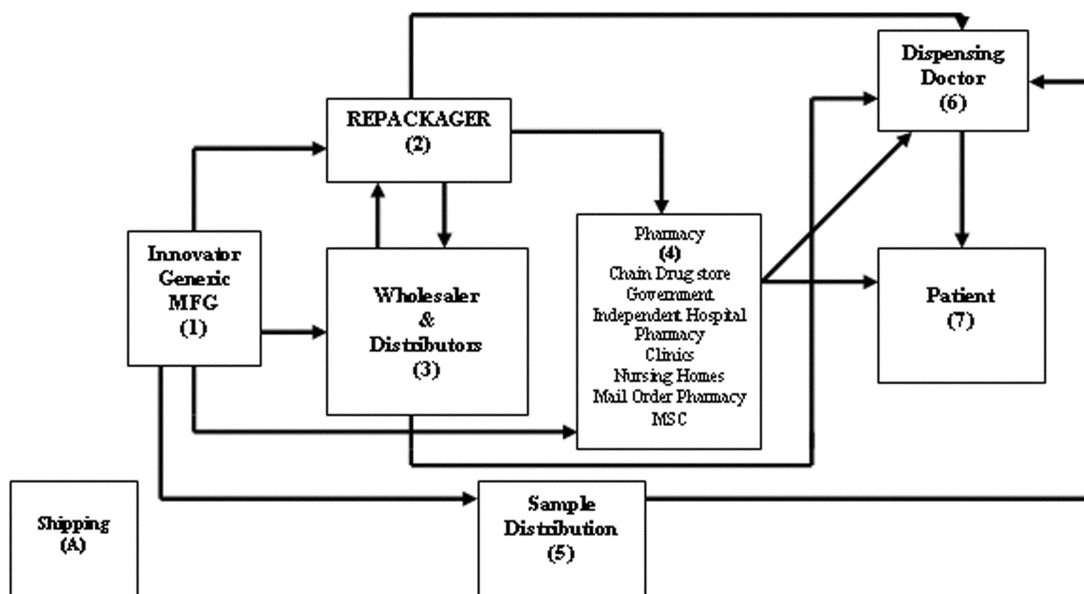 Dispensing
Doctor
(6)
REPACKAGER
(2)
Innovator
Generic
MFG
(1)
Wholesaler
&
Distributors
(3)
Pharmacy
(4)
Chain Drug store
Government
Independent Hospital
Pharmacy
Clinics
Nursing Homes
Mail Order Pharmacy
MSC
Patient
(7)
Shipping
(A)
Sample
Distribution
(5)